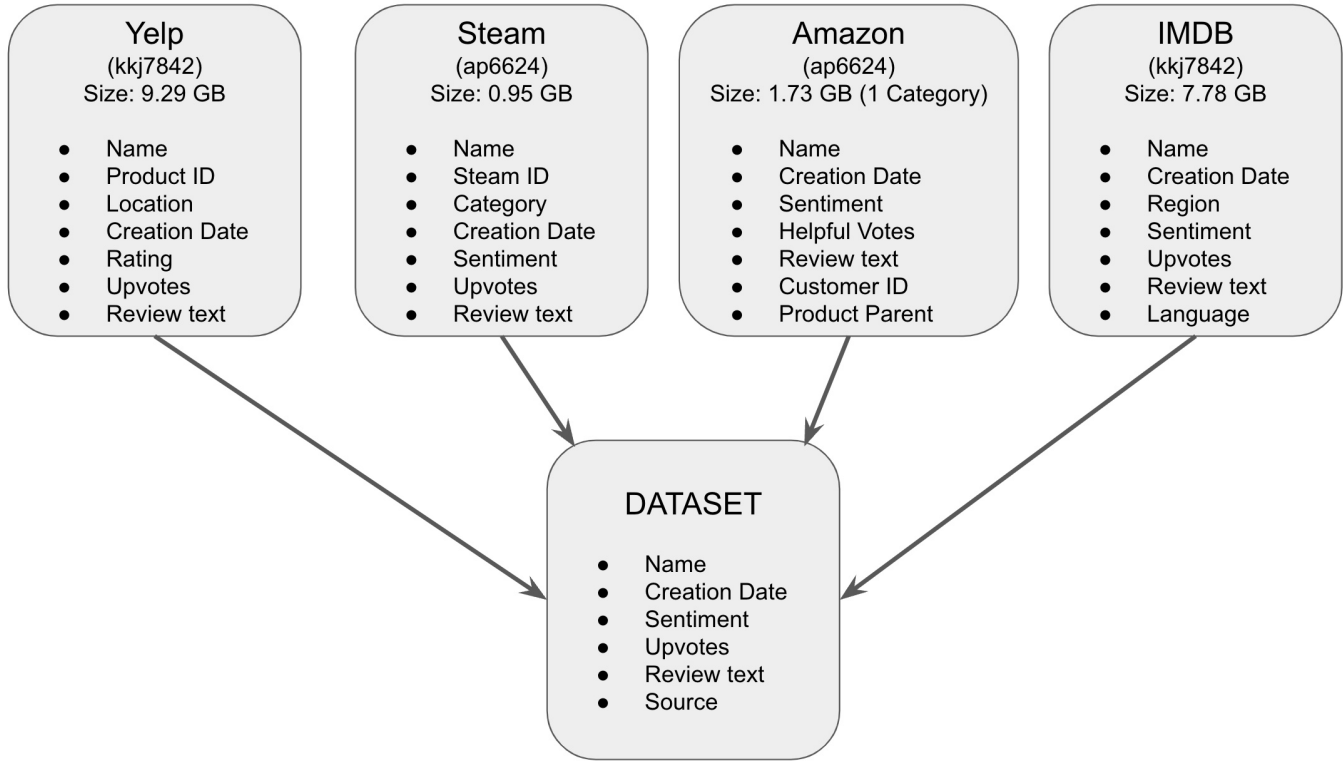 Yelp
(kkj7842)
Size: 9.29 GB
● Name
● Product ID
● Location
● Creation Date
● Rating
● Upvotes
● Review text
Steam
(ap6624)
Size: 0.95 GB
● Name
● Steam ID
● Category
● Creation Date
● Sentiment
● Upvotes
● Review text
Amazon
(ap6624)
Size: 1.73 GB (1 Category)
● Name
● Creation Date
● Sentiment
● Helpful Votes
● Review text
● Customer ID
● Product Parent
IMDB
(kkj7842)
Size: 7.78 GB
● Name
● Creation Date
● Region
● Sentiment
● Upvotes
● Review text
● Language
DATASET
● Name
● Creation Date
● Sentiment
● Upvotes
● Review text
● Source